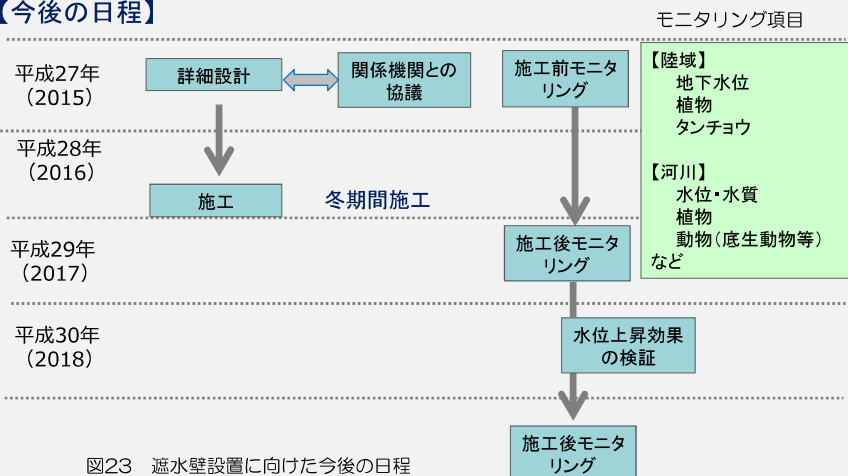 【今後の日程】
モニタリング項目
平成27年
（2015）
詳細設計
関係機関との
協議
施工前モニタ
リング
【陸域】
地下水位
植物
タンチョウ
【河川】
水位・水質
植物
動物（底生動物等）
など
平成28年
（2016）
施工
冬期間施工
平成29年
（2017）
施工後モニタ
リング
平成30年
（2018）
水位上昇効果
の検証
施工後モニタ
リング
図23　遮水壁設置に向けた今後の日程